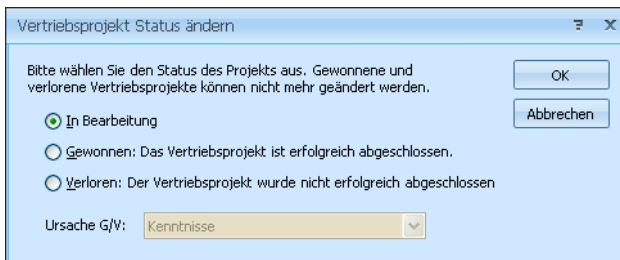 Vertriebsprojekt Status ändern
Bitte wählen Sie den Status des Projekts aus. Gewonnene und
verlorene Vertriebsprojekte können nicht mehr geändert werden.
OK
Abbrechen
In Bearbeitung
Gewonnen: Das Vertriebsprojekt ist erfolgreich abgeschlossen.
Verloren: Der Vertriebsprojekt wurde nicht erfolgreich abgeschlossen
Ursache G/V: Kenntnisse